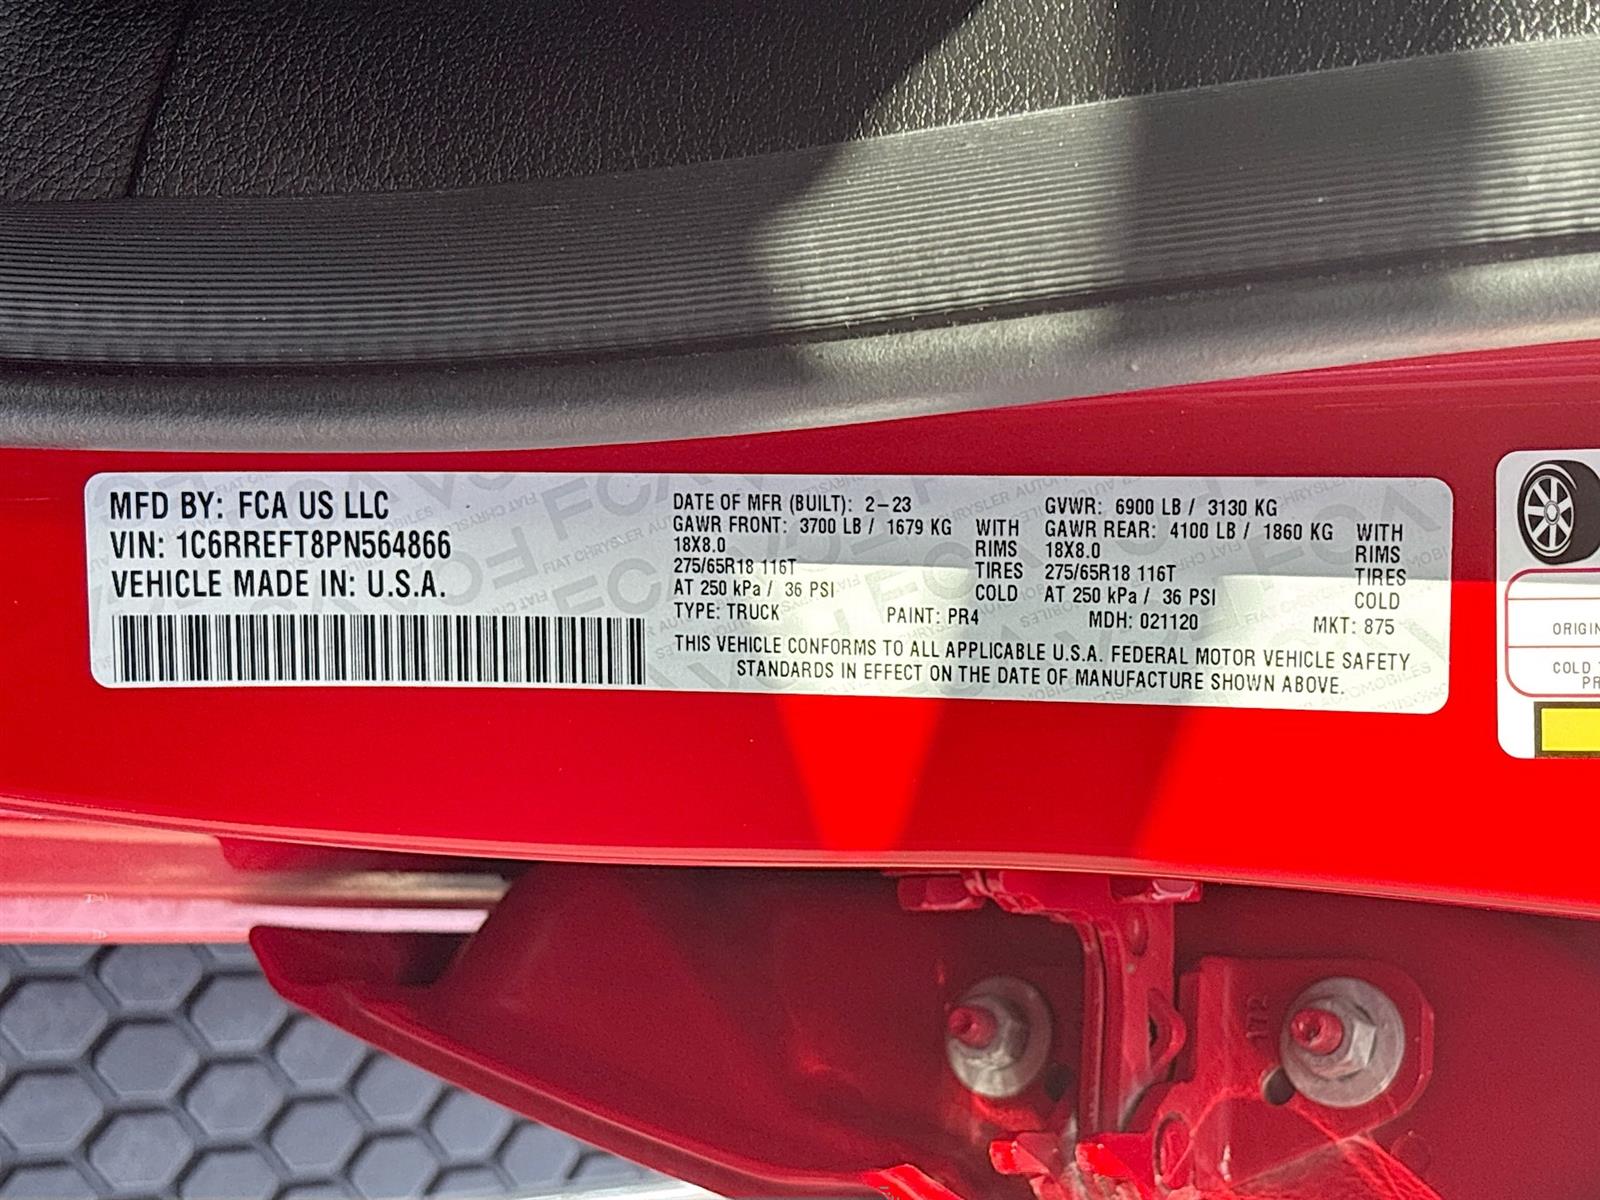 MFD BY: FCA US LLC
VIN: 1C6RREFT8PN564866
VEHICLE MADE IN: U.S.A.
DATE OF MFR (BUILT): 2-23
GAWR FRONT: 3700 LB / 1679 KG WITH
18X8.0 RIMS
275/65R18 116T TIRES
AT 250 kPa / 36 PSI COLD
GVWR: 6900 LB / 3130 KG
GAWR REAR: 4100 LB / 1860 KG WITH
18X8.0 RIMS
275/65R18 116T TIRES
AT 250 kPa / 36 PSI COLD
TYPE: TRUCK PAINT: PR4 MDH: 021120 MKT: 875
THIS VEHICLE CONFORMS TO ALL APPLICABLE U.S.A. FEDERAL MOTOR VEHICLE SAFETY
STANDARDS IN EFFECT ON THE DATE OF MANUFACTURE SHOWN ABOVE.
ORIGIN
COLD
PR
172